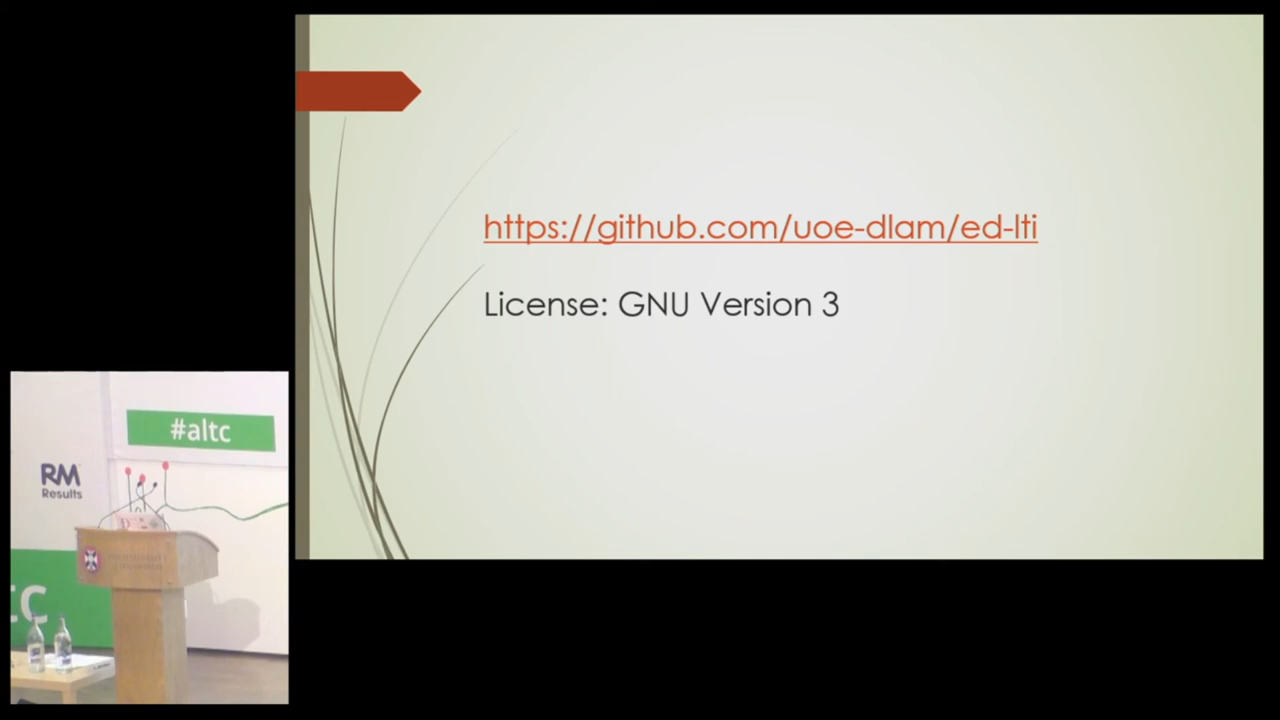 https://github.com/uoe-dlam/ed-lti
License: GNU Version 3
#altc
RM
Results